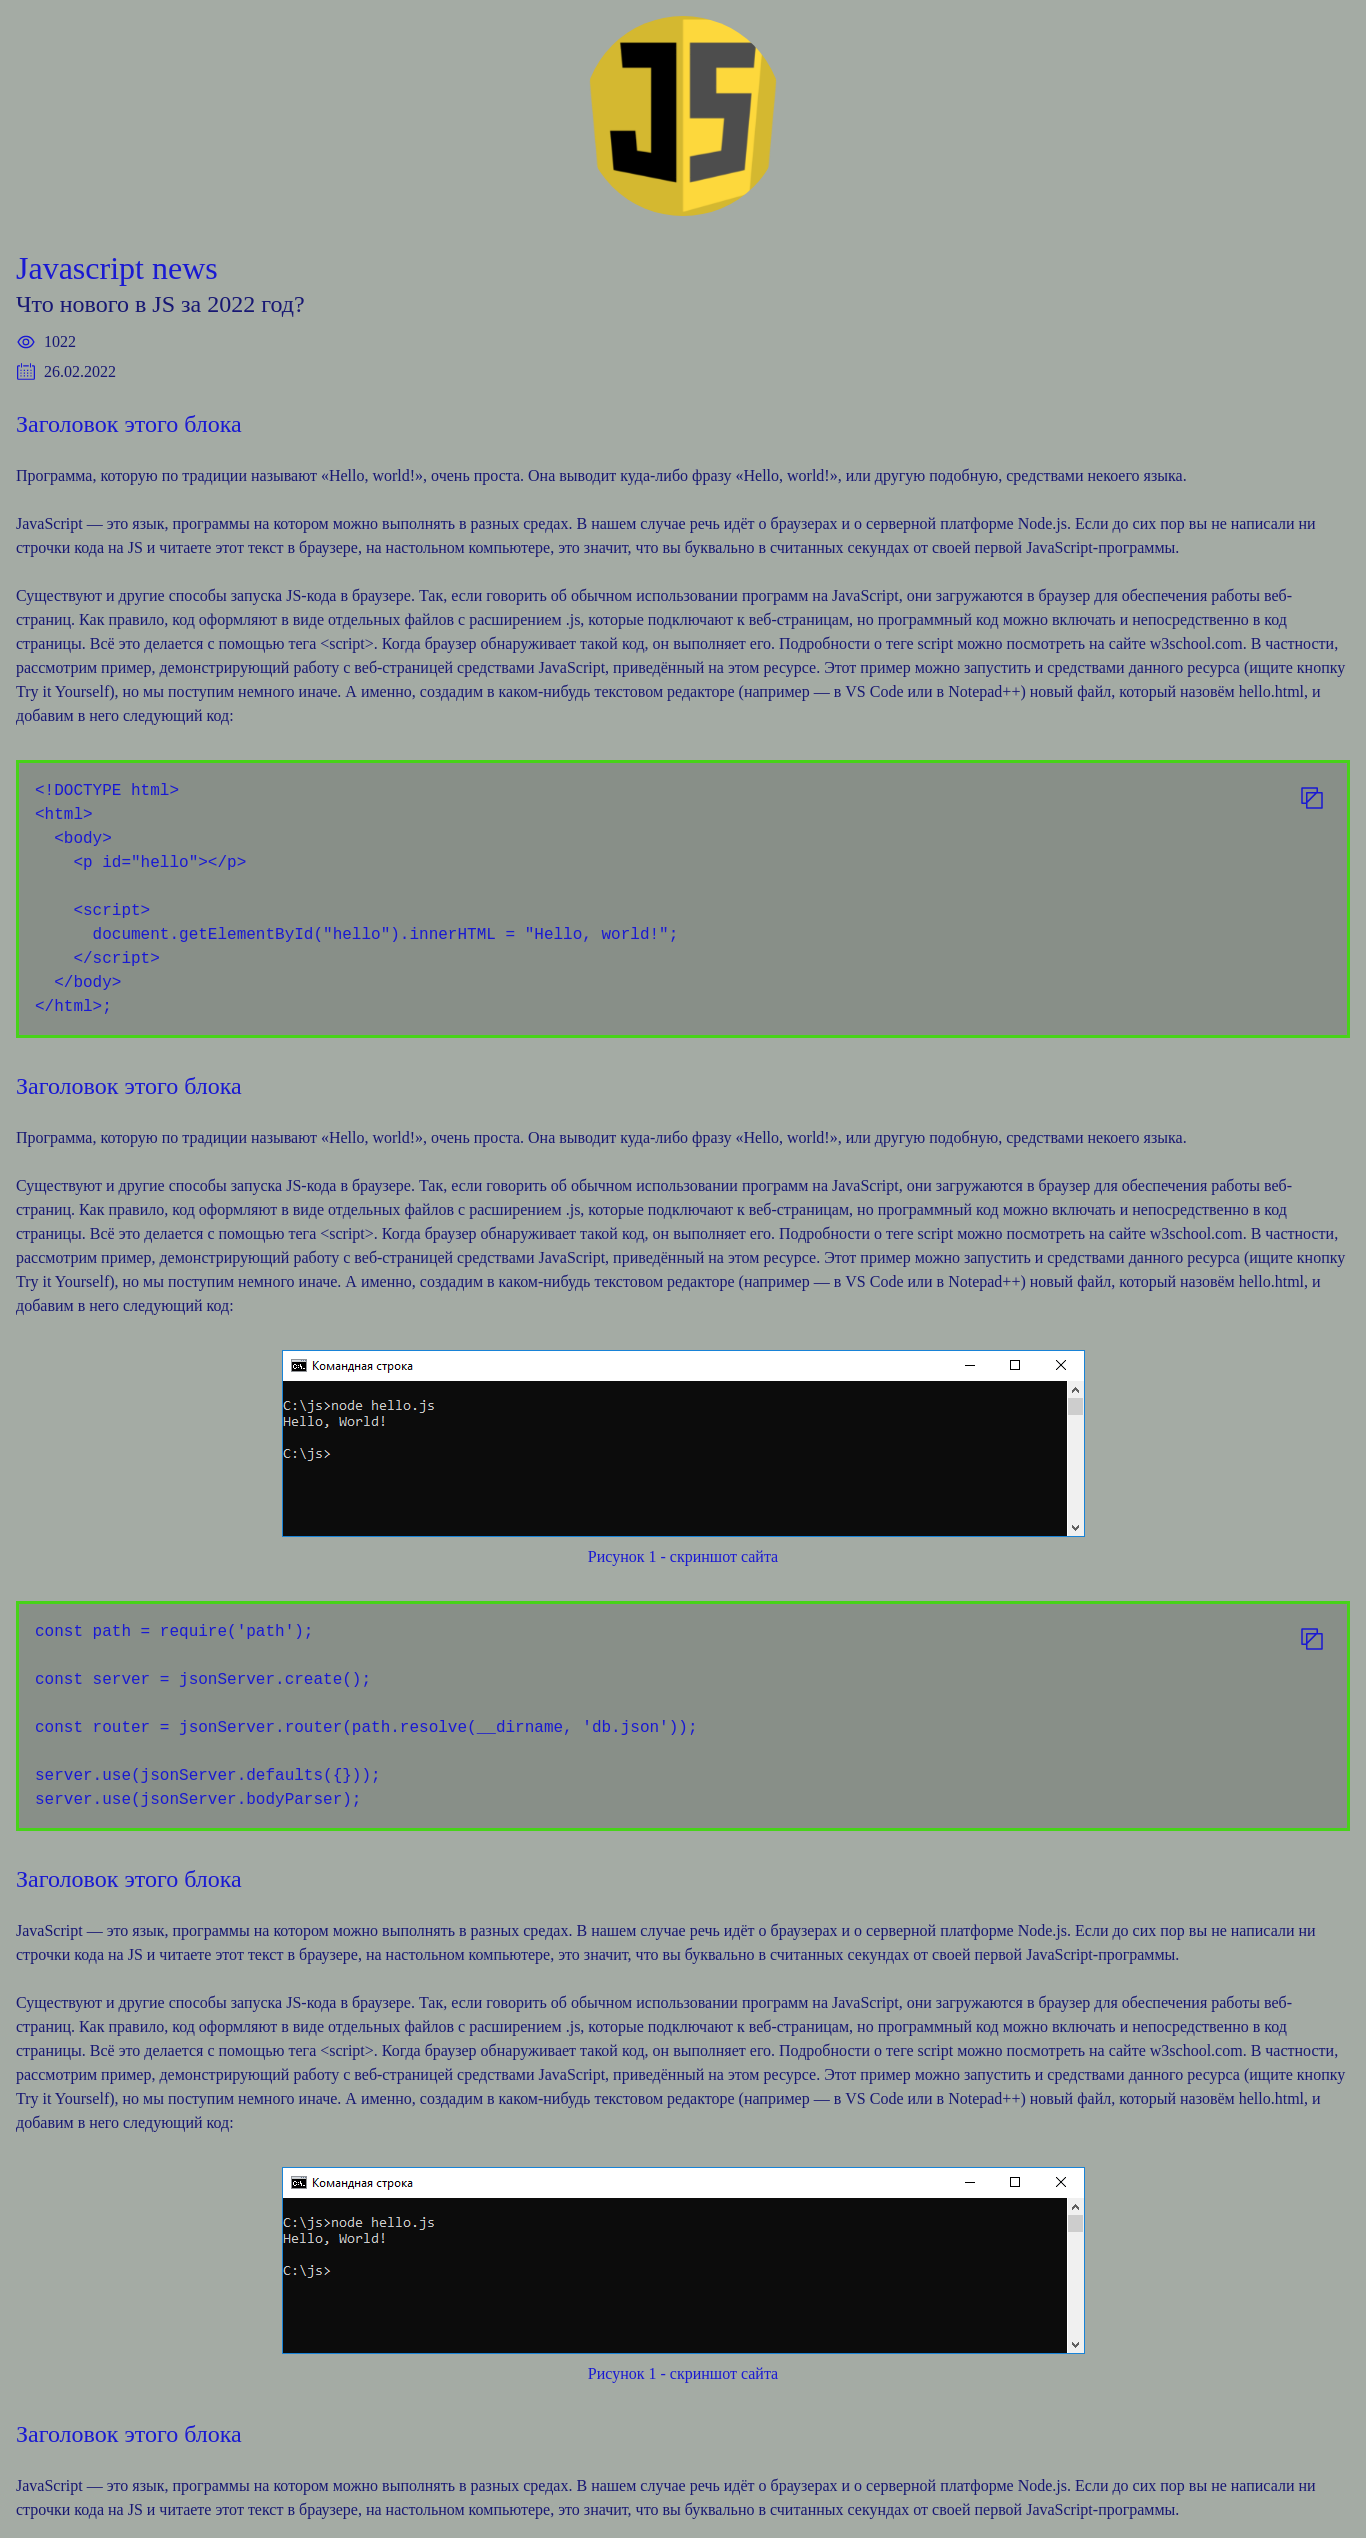 JS
Javascript news
Что нового в JS за 2022 год?
1022
26.02.2022
Заголовок этого блока
Программа, которую по традиции называют «Hello, world!», очень проста. Она выводит куда-либо фразу «Hello, world!», или другую подобную, средствами некоего языка.
JavaScript — это язык, программы на котором можно выполнять в разных средах. В нашем случае речь идёт о браузерах и о серверной платформе Node.js. Если до сих пор вы не написали ни
строчки кода на JS и читаете этот текст в браузере, на настольном компьютере, это значит, что вы буквально в считанных секундах от своей первой JavaScript-программы.
Существуют и другие способы запуска JS-кода в браузере. Так, если говорить об обычном использовании программ на JavaScript, они загружаются в браузер для обеспечения работы веб-
страниц. Как правило, код оформляют в виде отдельных файлов с расширением .js, которые подключают к веб-страницам, но программный код можно включать и непосредственно в код
страницы. Всё это делается с помощью тега <script>. Когда браузер обнаруживает такой код, он выполняет его. Подробности о теге script можно посмотреть на сайте w3school.com. В частности,
рассмотрим пример, демонстрирующий работу с веб-страницей средствами JavaScript, приведённый на этом ресурсе. Этот пример можно запустить и средствами данного ресурса (ищите кнопку
Try it Yourself), но мы поступим немного иначе. А именно, создадим в каком-нибудь текстовом редакторе (например — в VS Code или в Notepad++) новый файл, который назовём hello.html, и
добавим в него следующий код:
<!DOCTYPE html>
<html>
  <body>
    <p id="hello"></p>
    <script>
      document.getElementById("hello").innerHTML = "Hello, world!";
    </script>
  </body>
</html>;
Заголовок этого блока
Программа, которую по традиции называют «Hello, world!», очень проста. Она выводит куда-либо фразу «Hello, world!», или другую подобную, средствами некоего языка.
Существуют и другие способы запуска JS-кода в браузере. Так, если говорить об обычном использовании программ на JavaScript, они загружаются в браузер для обеспечения работы веб-
страниц. Как правило, код оформляют в виде отдельных файлов с расширением .js, которые подключают к веб-страницам, но программный код можно включать и непосредственно в код
страницы. Всё это делается с помощью тега <script>. Когда браузер обнаруживает такой код, он выполняет его. Подробности о теге script можно посмотреть на сайте w3school.com. В частности,
рассмотрим пример, демонстрирующий работу с веб-страницей средствами JavaScript, приведённый на этом ресурсе. Этот пример можно запустить и средствами данного ресурса (ищите кнопку
Try it Yourself), но мы поступим немного иначе. А именно, создадим в каком-нибудь текстовом редакторе (например — в VS Code или в Notepad++) новый файл, который назовём hello.html, и
добавим в него следующий код:
Командная строка
C:\js>node hello.js
Hello, World!
C:\js>
Рисунок 1 - скриншот сайта
const path = require('path');
const server = jsonServer.create();
const router = jsonServer.router(path.resolve(__dirname, 'db.json'));
server.use(jsonServer.defaults({}));
server.use(jsonServer.bodyParser);
Заголовок этого блока
JavaScript — это язык, программы на котором можно выполнять в разных средах. В нашем случае речь идёт о браузерах и о серверной платформе Node.js. Если до сих пор вы не написали ни
строчки кода на JS и читаете этот текст в браузере, на настольном компьютере, это значит, что вы буквально в считанных секундах от своей первой JavaScript-программы.
Существуют и другие способы запуска JS-кода в браузере. Так, если говорить об обычном использовании программ на JavaScript, они загружаются в браузер для обеспечения работы веб-
страниц. Как правило, код оформляют в виде отдельных файлов с расширением .js, которые подключают к веб-страницам, но программный код можно включать и непосредственно в код
страницы. Всё это делается с помощью тега <script>. Когда браузер обнаруживает такой код, он выполняет его. Подробности о теге script можно посмотреть на сайте w3school.com. В частности,
рассмотрим пример, демонстрирующий работу с веб-страницей средствами JavaScript, приведённый на этом ресурсе. Этот пример можно запустить и средствами данного ресурса (ищите кнопку
Try it Yourself), но мы поступим немного иначе. А именно, создадим в каком-нибудь текстовом редакторе (например — в VS Code или в Notepad++) новый файл, который назовём hello.html, и
добавим в него следующий код:
Командная строка
C:\js>node hello.js
Hello, World!
C:\js>
Рисунок 1 - скриншот сайта
Заголовок этого блока
JavaScript — это язык, программы на котором можно выполнять в разных средах. В нашем случае речь идёт о браузерах и о серверной платформе Node.js. Если до сих пор вы не написали ни
строчки кода на JS и читаете этот текст в браузере, на настольном компьютере, это значит, что вы буквально в считанных секундах от своей первой JavaScript-программы.